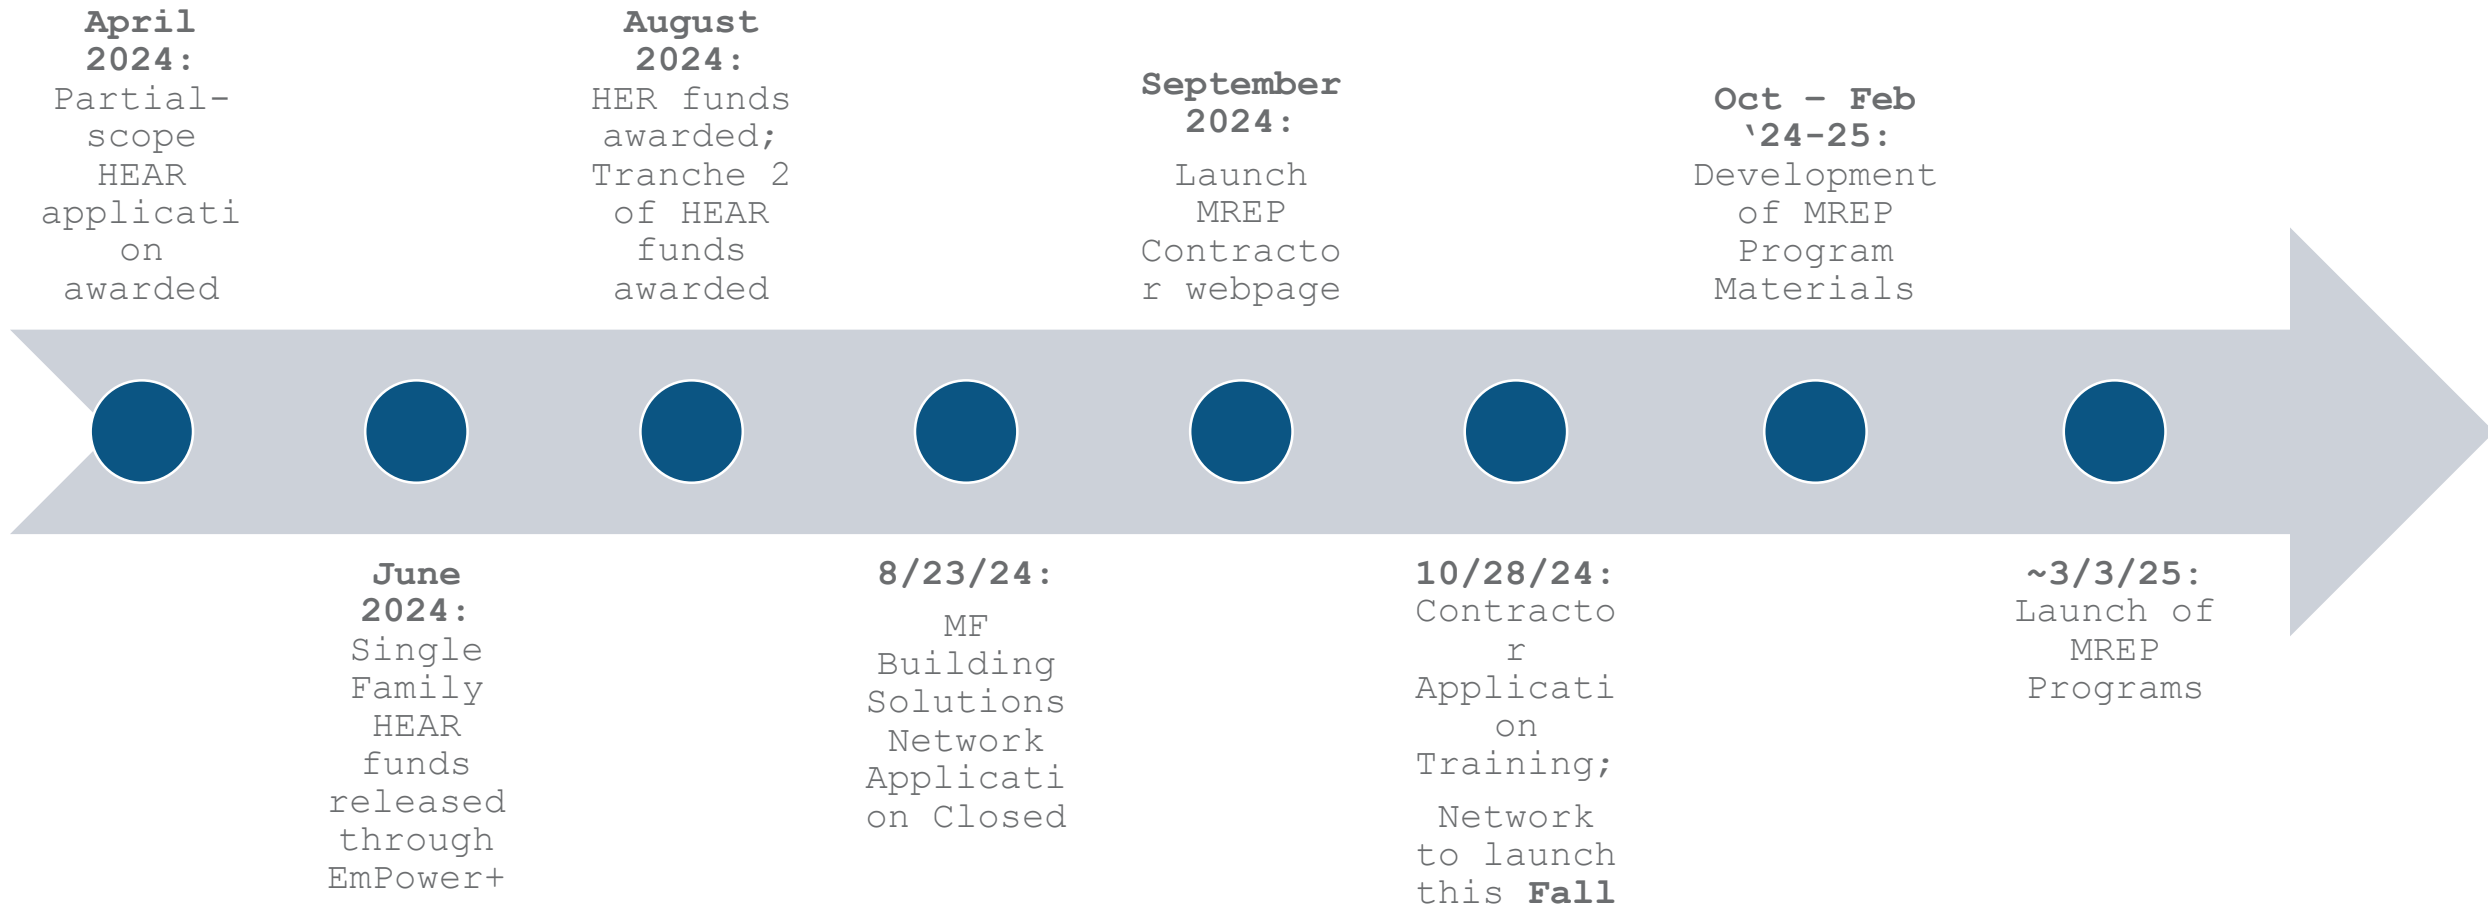 April
2024:
Partial-
scope
HEAR
applicati
on
awarded
June
2024:
Single
Family
HEAR
funds
released
through
EmPower+
August
2024:
HER funds
awarded;
Tranche 2
of HEAR
funds
awarded
8/23/24:
MF
Building
Solutions
Network
Applicati
on Closed
September
2024:
Launch
MREP
Contracto
r webpage
10/28/24:
Contracto
r
Applicati
on
Training;
Network
to launch
this Fall
Oct – Feb
‘24-25:
Development
of MREP
Program
Materials
~3/3/25:
Launch of
MREP
Programs